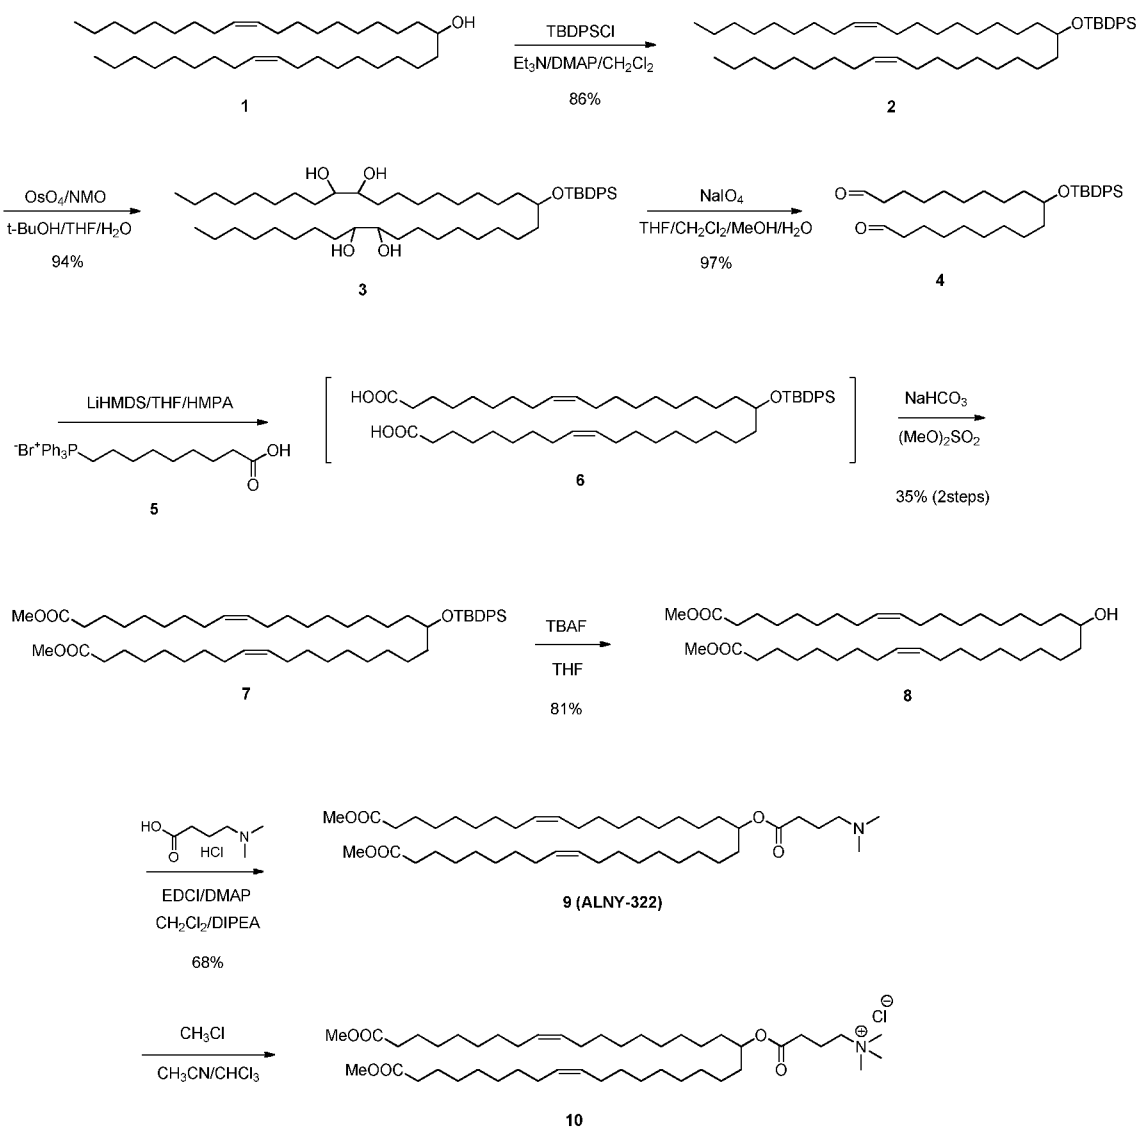 OH
1
TBDPSCl
Et3N/DMAP/CH2Cl2
86%
OTBDPS
2
OsO4/NMO
t-BuOH/THF/H2O
94%
HO OH
OTBDPS
HO OH
3
NaIO4
THF/CH2Cl2/MeOH/H2O
97%
O
OTBDPS
O
4
LiHMDS/THF/HMPA
-Br+Ph3P
OH
O
5
HOOC
OTBDPS
HOOC
6
NaHCO3
(MeO)2SO2
35% (2steps)
MeOOC
OTBDPS
MeOOC
7
TBAF
THF
81%
MeOOC
OH
MeOOC
8
HO
N
O
HCl
EDCI/DMAP
CH2Cl2/DIPEA
68%
MeOOC
O
N
MeOOC
O
9 (ALNY-322)
CH3Cl
CH3CN/CHCl3
Cl⊖
MeOOC
O
⊕
N
MeOOC
O
10